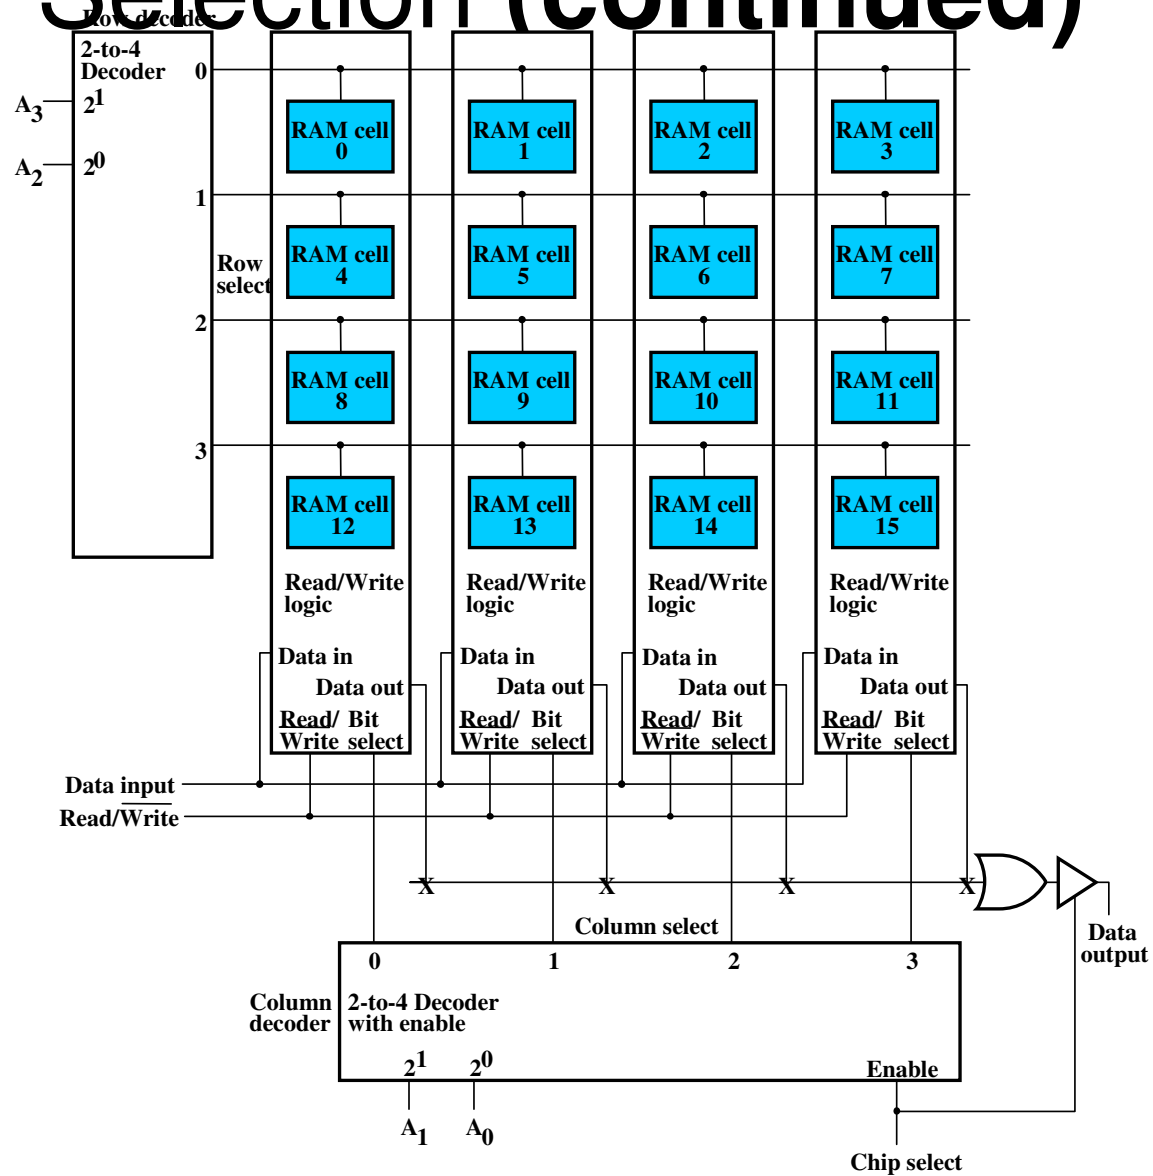 Selection (continued)
Row decoder
2-to-4
Decoder
0
A3
2^1
A2
2^0
1
Row
select
2
3
RAM cell
0
RAM cell
1
RAM cell
2
RAM cell
3
RAM cell
4
RAM cell
5
RAM cell
6
RAM cell
7
RAM cell
8
RAM cell
9
RAM cell
10
RAM cell
11
RAM cell
12
RAM cell
13
RAM cell
14
RAM cell
15
Read/Write
logic
Read/Write
logic
Read/Write
logic
Read/Write
logic
Data in
Data out
Read/ Bit
Write select
Data in
Data out
Read/ Bit
Write select
Data in
Data out
Read/ Bit
Write select
Data in
Data out
Read/ Bit
Write select
Data input
Read/Write
X X X X
Column select
Data
output
0 1 2 3
Column
decoder
2-to-4 Decoder
with enable
2^1 2^0 Enable
A1 A0
Chip select